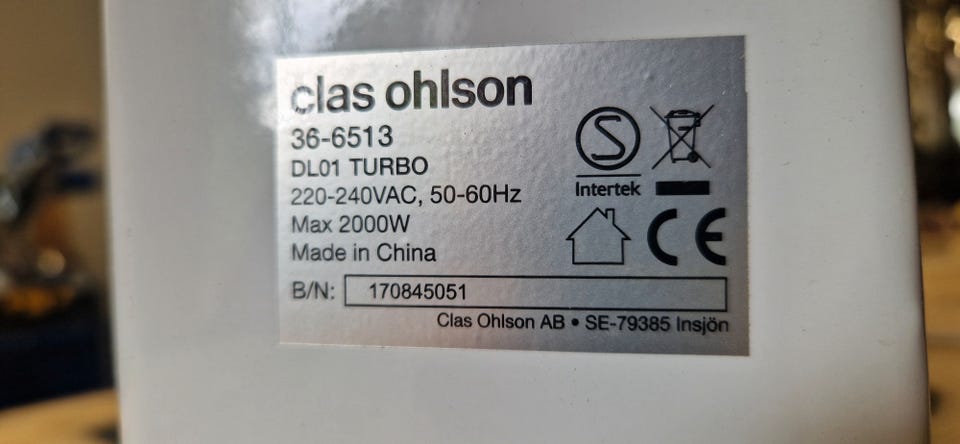 clas ohlson
36-6513
DL01 TURBO
220-240VAC, 50-60Hz
Max 2000W
Made in China
S
Intertek
CE
B/N: 170845051
Clas Ohlson AB • SE-79385 Insjön